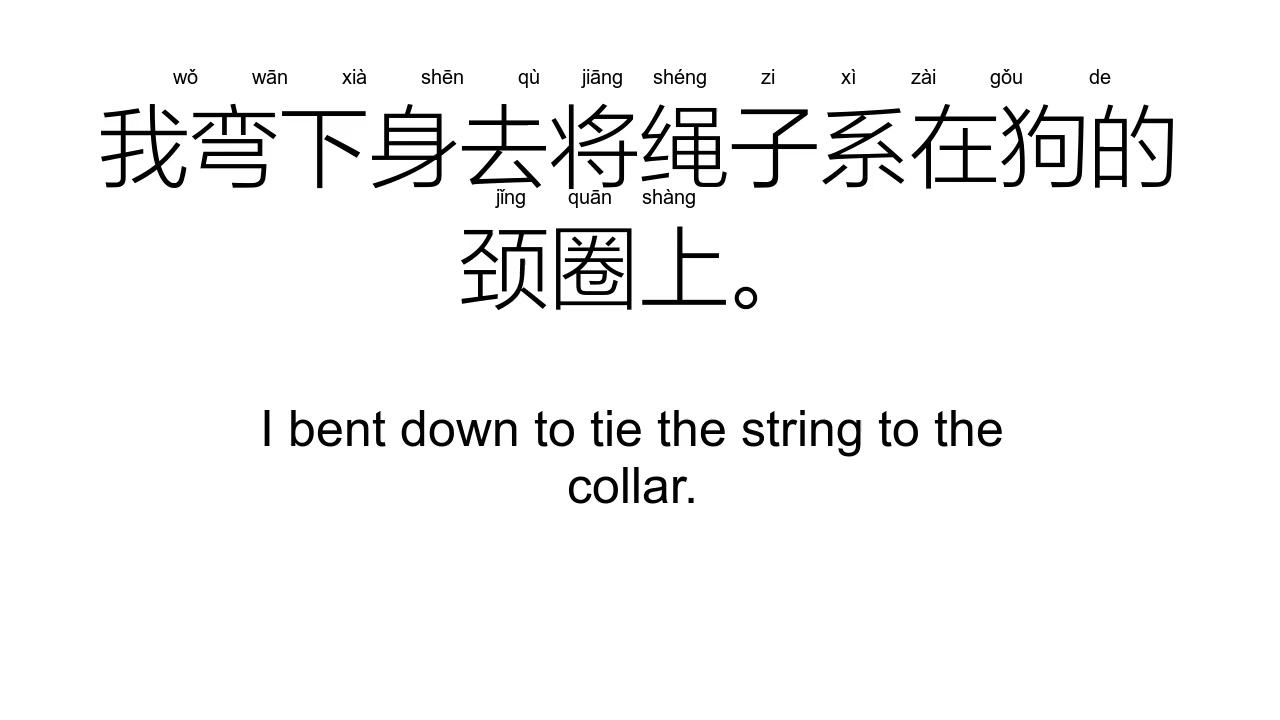 wǒ wān xià shēn qù jiāng shéng zi xì zài gǒu de
我弯下身去将绳子系在狗的
jǐng quān shàng
颈圈上。
I bent down to tie the string to the
collar.